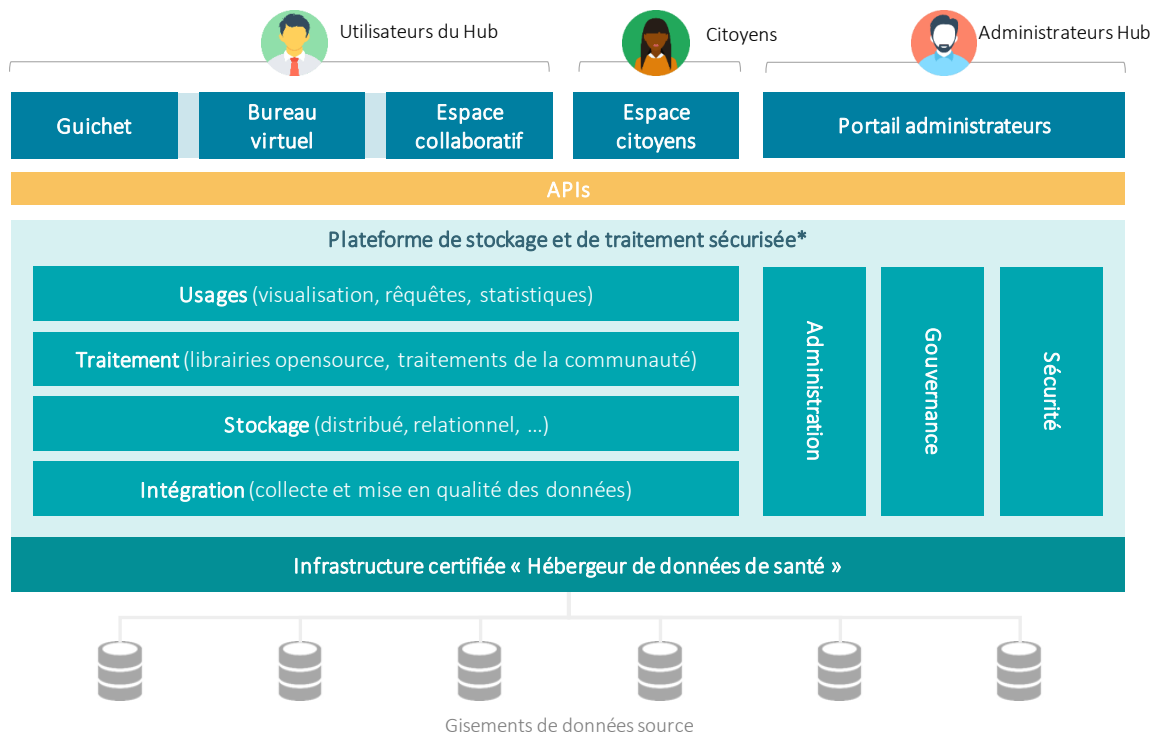 Utilisateurs du Hub
Citoyens
Administrateurs Hub
Guichet
Bureau
virtuel
Espace
collaboratif
Espace
citoyens
Portail administrateurs
APIs
Plateforme de stockage et de traitement sécurisée*
Usages (visualisation, rêquêtes, statistiques)
Traitement (librairies opensource, traitements de la communauté)
Stockage (distribué, relationnel, ...)
Intégration (collecte et mise en qualité des données)
Administration
Gouvernance
Sécurité
Infrastructure certifiée « Hébergeur de données de santé »
Gisements de données source